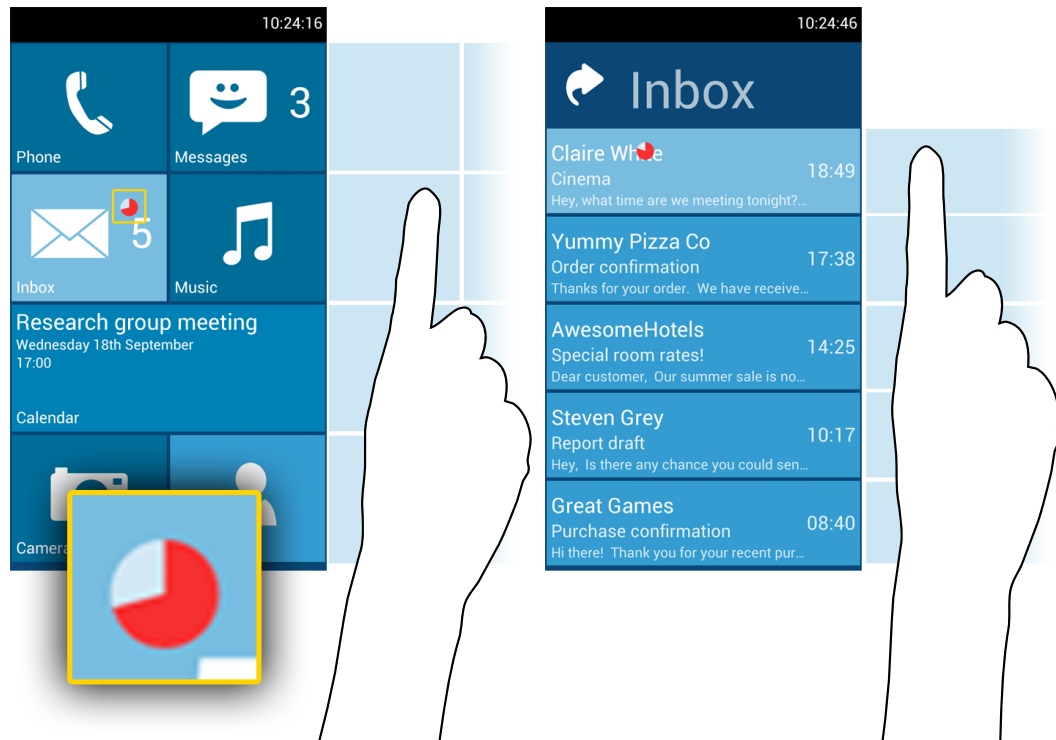 10:24:16
3
Phone
Messages
5
Inbox
Music
Research group meeting
Wednesday 18th September
17:00
Calendar
10:24:46
Inbox
Claire
Cinema
18:49
Hey, what time are we meeting tonight?...
Yummy Pizza Co
Order confirmation
17:38
Thanks for your order. We have receive...
AwesomeHotels
Special room rates!
14:25
Dear customer, Our summer sale is no...
Steven Grey
Report draft
10:17
Hey, Is there any chance you could sen...
Great Games
Purchase confirmation
08:40
Hi there! Thank you for your recent pur...